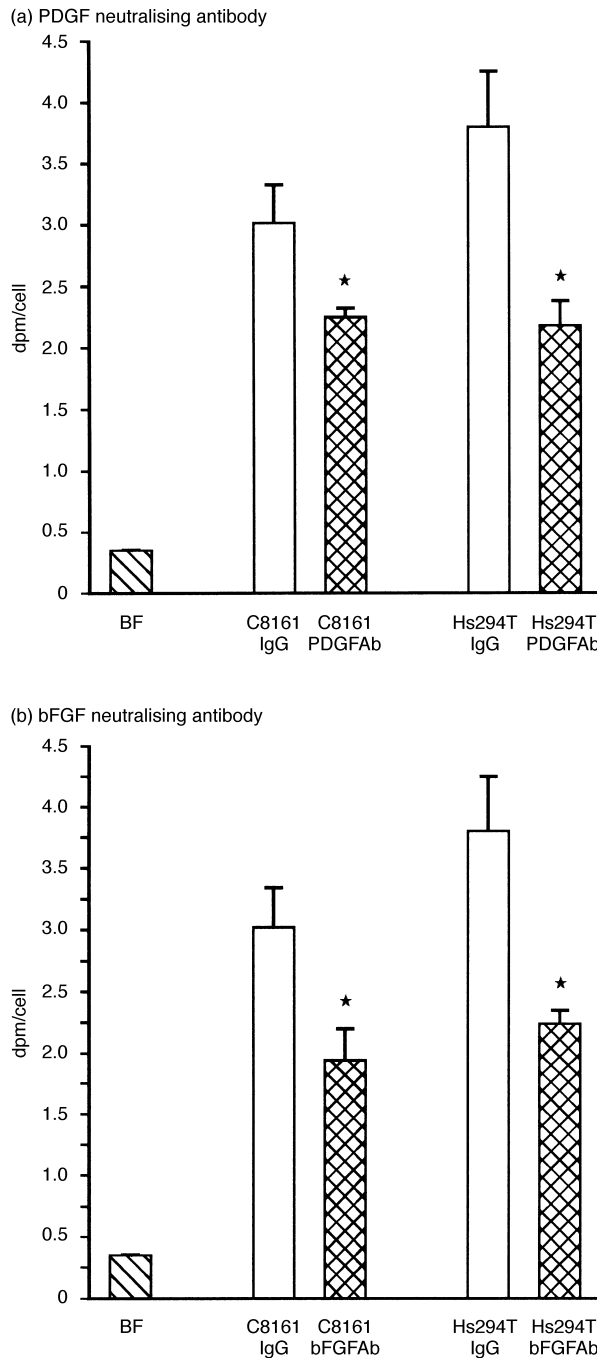 (a) PDGF neutralising antibody
4.5
4.0
3.5
3.0
2.5
2.0
1.5
1.0
0.5
0
dpm/cell
BF
C8161 IgG
C8161 PDGFAb
Hs294T IgG
Hs294T PDGFAb
(b) bFGF neutralising antibody
4.5
4.0
3.5
3.0
2.5
2.0
1.5
1.0
0.5
0
dpm/cell
BF
C8161 IgG
C8161 bFGFAb
Hs294T IgG
Hs294T bFGFAb